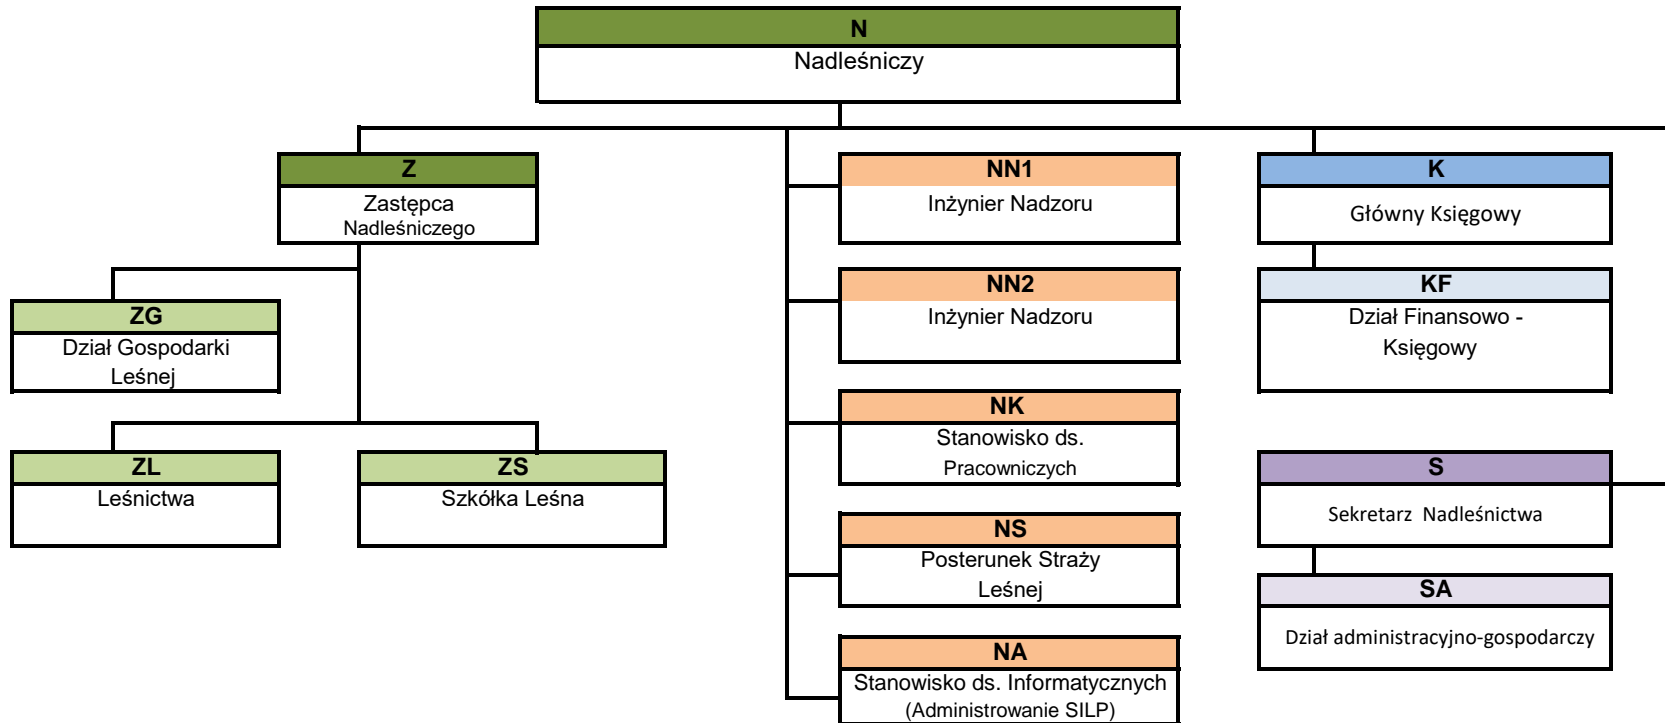 N
Nadleśniczy
Z
Zastępca
Nadleśniczego
ZG
Dział Gospodarki
Leśnej
ZL
Leśnictwa
ZS
Szkółka Leśna
NN1
Inżynier Nadzoru
NN2
Inżynier Nadzoru
NK
Stanowisko ds.
Pracowniczych
NS
Posterunek Straży
Leśnej
NA
Stanowisko ds. Informatycznych
(Administrowanie SILP)
K
Główny Księgowy
KF
Dział Finansowo -
Księgowy
S
Sekretarz Nadleśnictwa
SA
Dział administracyjno-gospodarczy